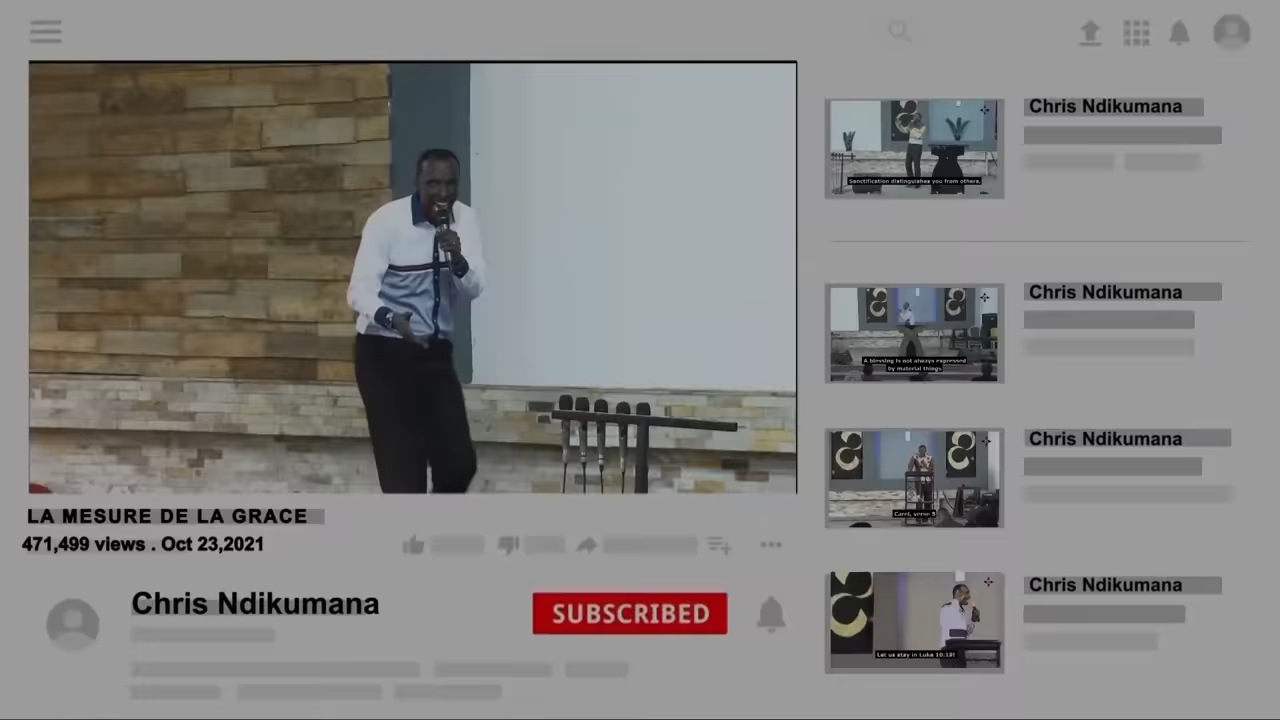 LA MESURE DE LA GRACE
471,499 views . Oct 23,2021
Chris Ndikumana
SUBSCRIBED
Chris Ndikumana
Sanctification distinguishes you from others,
Chris Ndikumana
A blessing is not always expressed
by material things
Chris Ndikumana
Chris Ndikumana
Let us stay in Luke 10:19!